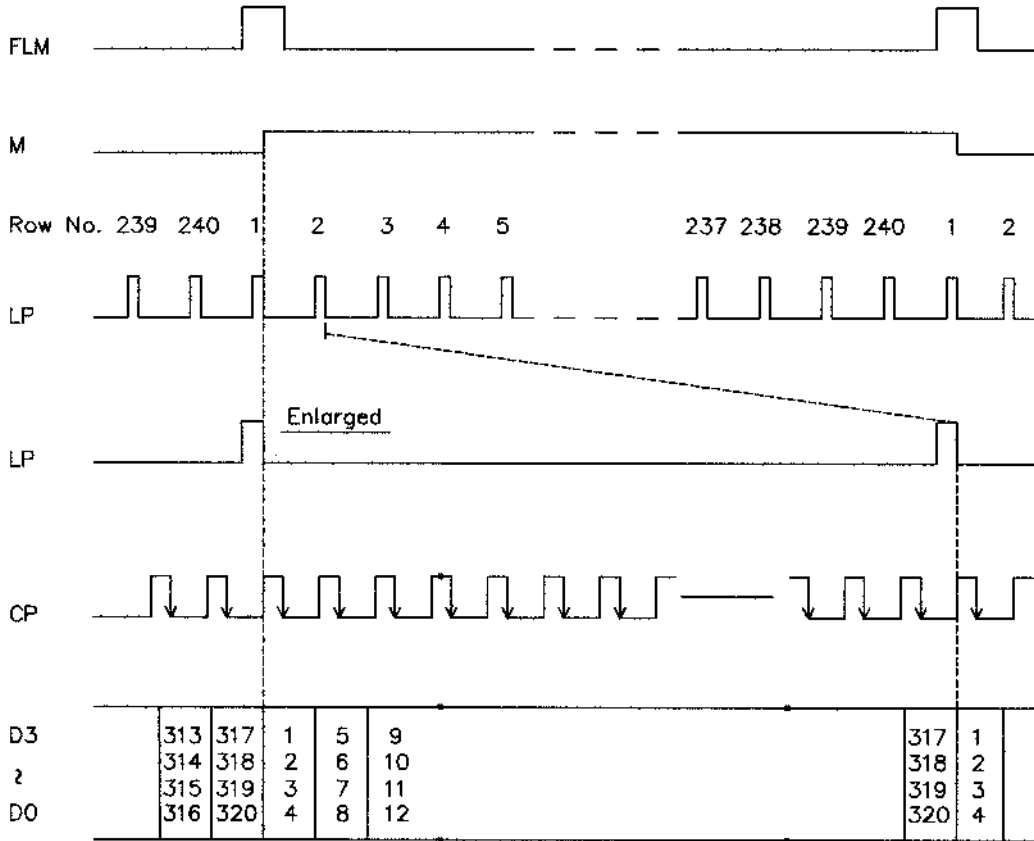 FLM
M
Row No. 239 240 1 2 3 4 5 237 238 239 240 1 2
LP
Enlarged
LP
CP
D3 313 317 1 5 9 317 1
≀ 314 318 2 6 10 318 2
315 319 3 7 11 319 3
D0 316 320 4 8 12 320 4